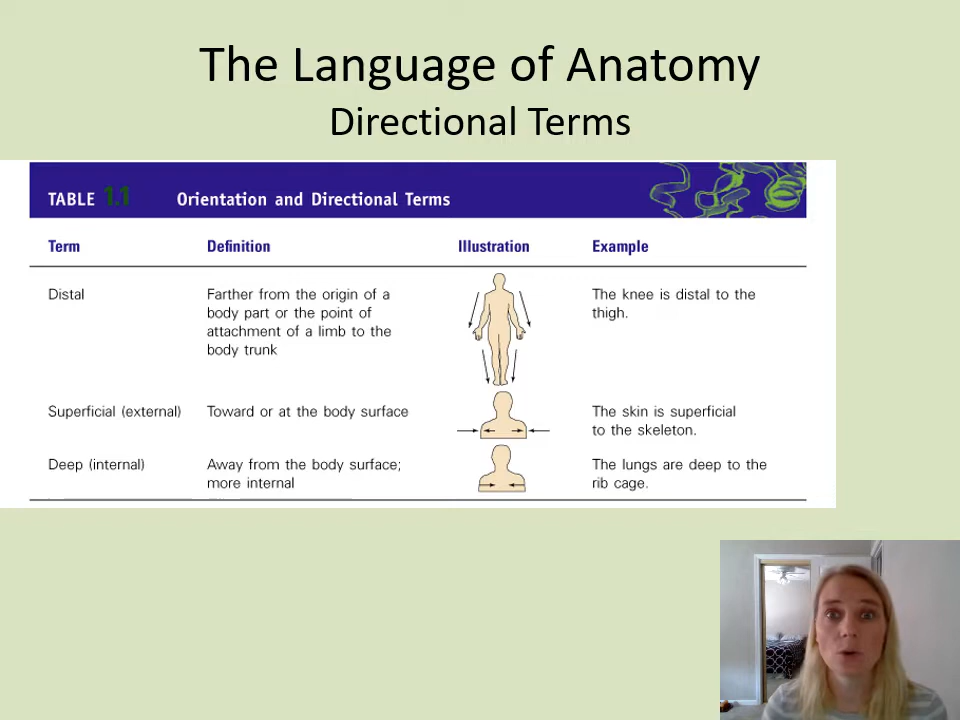 The Language of Anatomy
Directional Terms
TABLE 1.1 Orientation and Directional Terms
Term Definition Illustration Example
Distal Farther from the origin of a The knee is distal to the
body part or the point of thigh.
attachment of a limb to the
body trunk
Superficial (external) Toward or at the body surface The skin is superficial
to the skeleton.
Deep (internal) Away from the body surface; The lungs are deep to the
more internal rib cage.